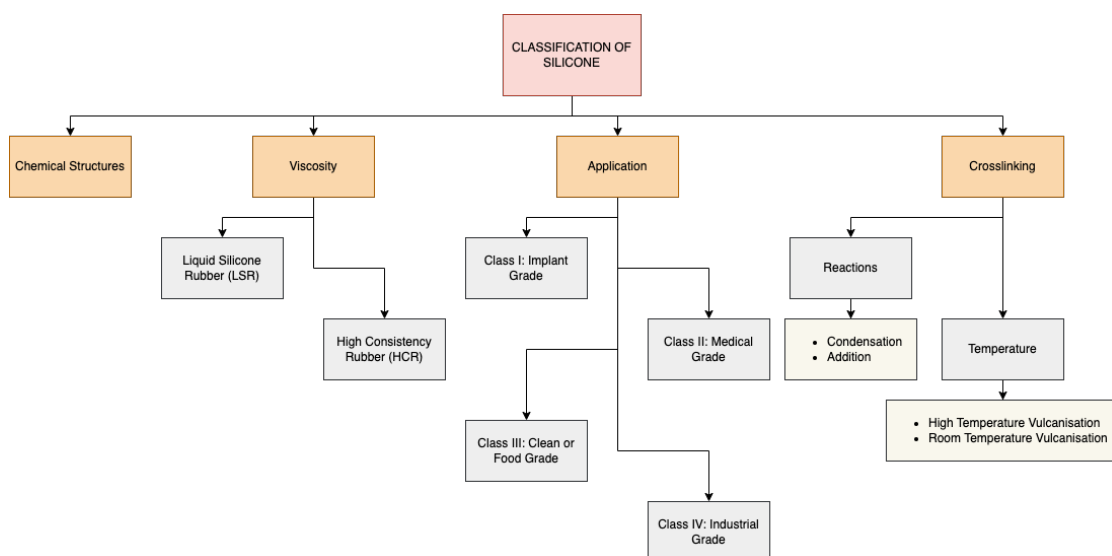 CLASSIFICATION OF
SILICONE
Chemical Structures
Viscosity
Application
Crosslinking
Liquid Silicone
Rubber (LSR)
High Consistency
Rubber (HCR)
Class I: Implant
Grade
Class II: Medical
Grade
Class III: Clean or
Food Grade
Class IV: Industrial
Grade
Reactions
• Condensation
• Addition
Temperature
• High Temperature Vulcanisation
• Room Temperature Vulcanisation